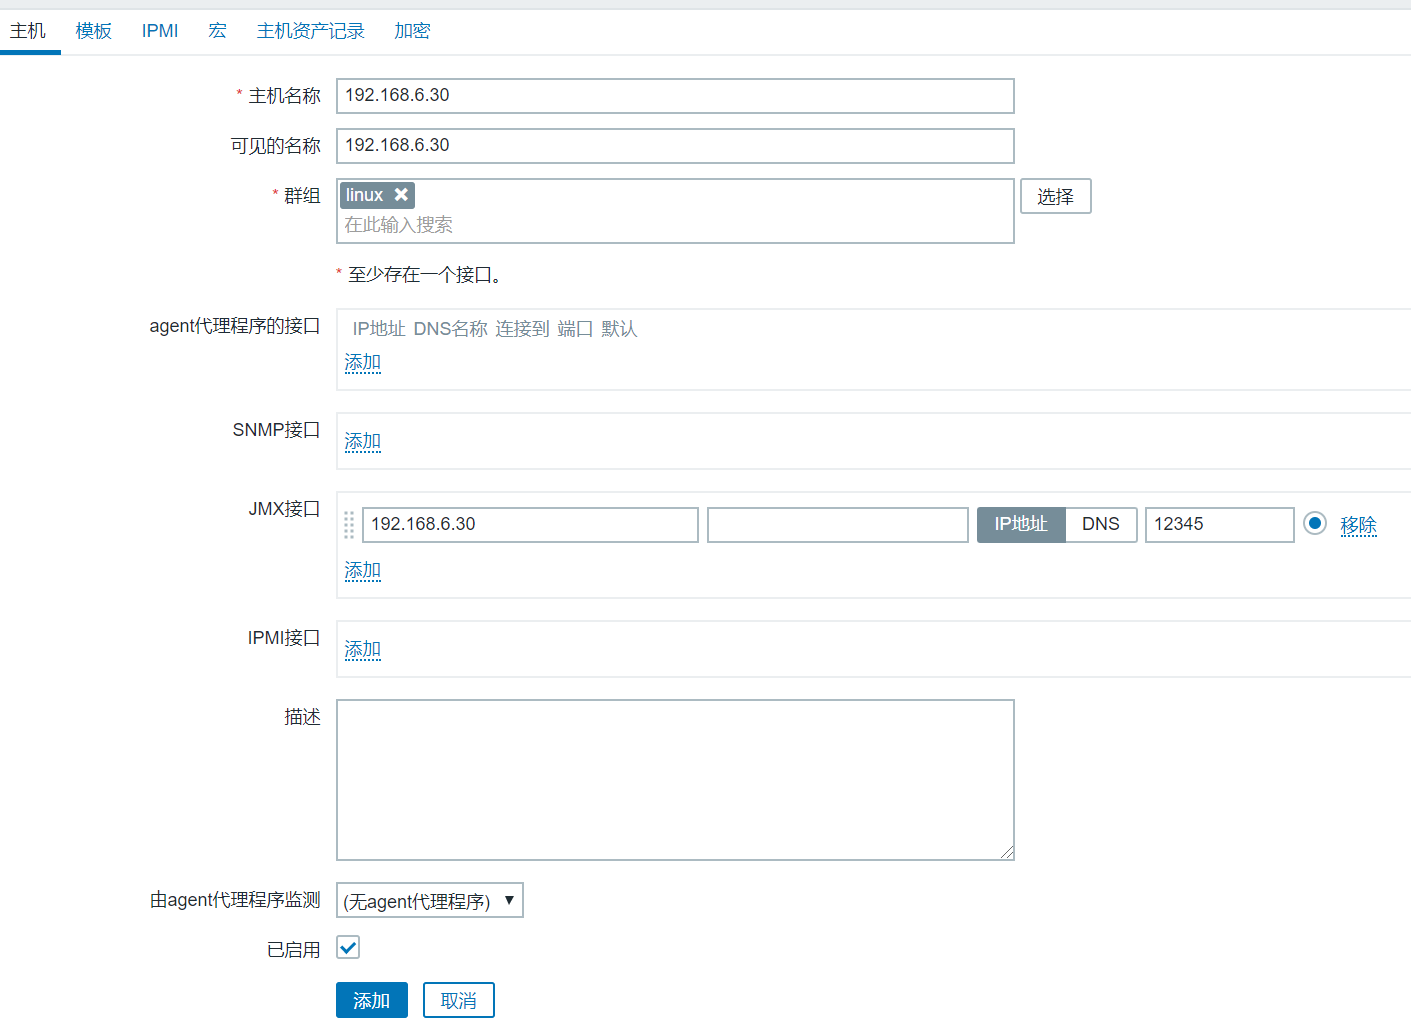 主机 模板 IPMI 宏 主机资产记录 加密
* 主机名称 192.168.6.30
可见的名称 192.168.6.30
* 群组 linux 选择
在此输入搜索
* 至少存在一个接口。
agent代理程序的接口 IP地址 DNS名称 连接到 端口 默认
添加
SNMP接口 添加
JMX接口 192.168.6.30 IP地址 DNS 12345 移除
添加
IPMI接口 添加
描述
由agent代理程序监测 (无agent代理程序)
已启用
添加 取消